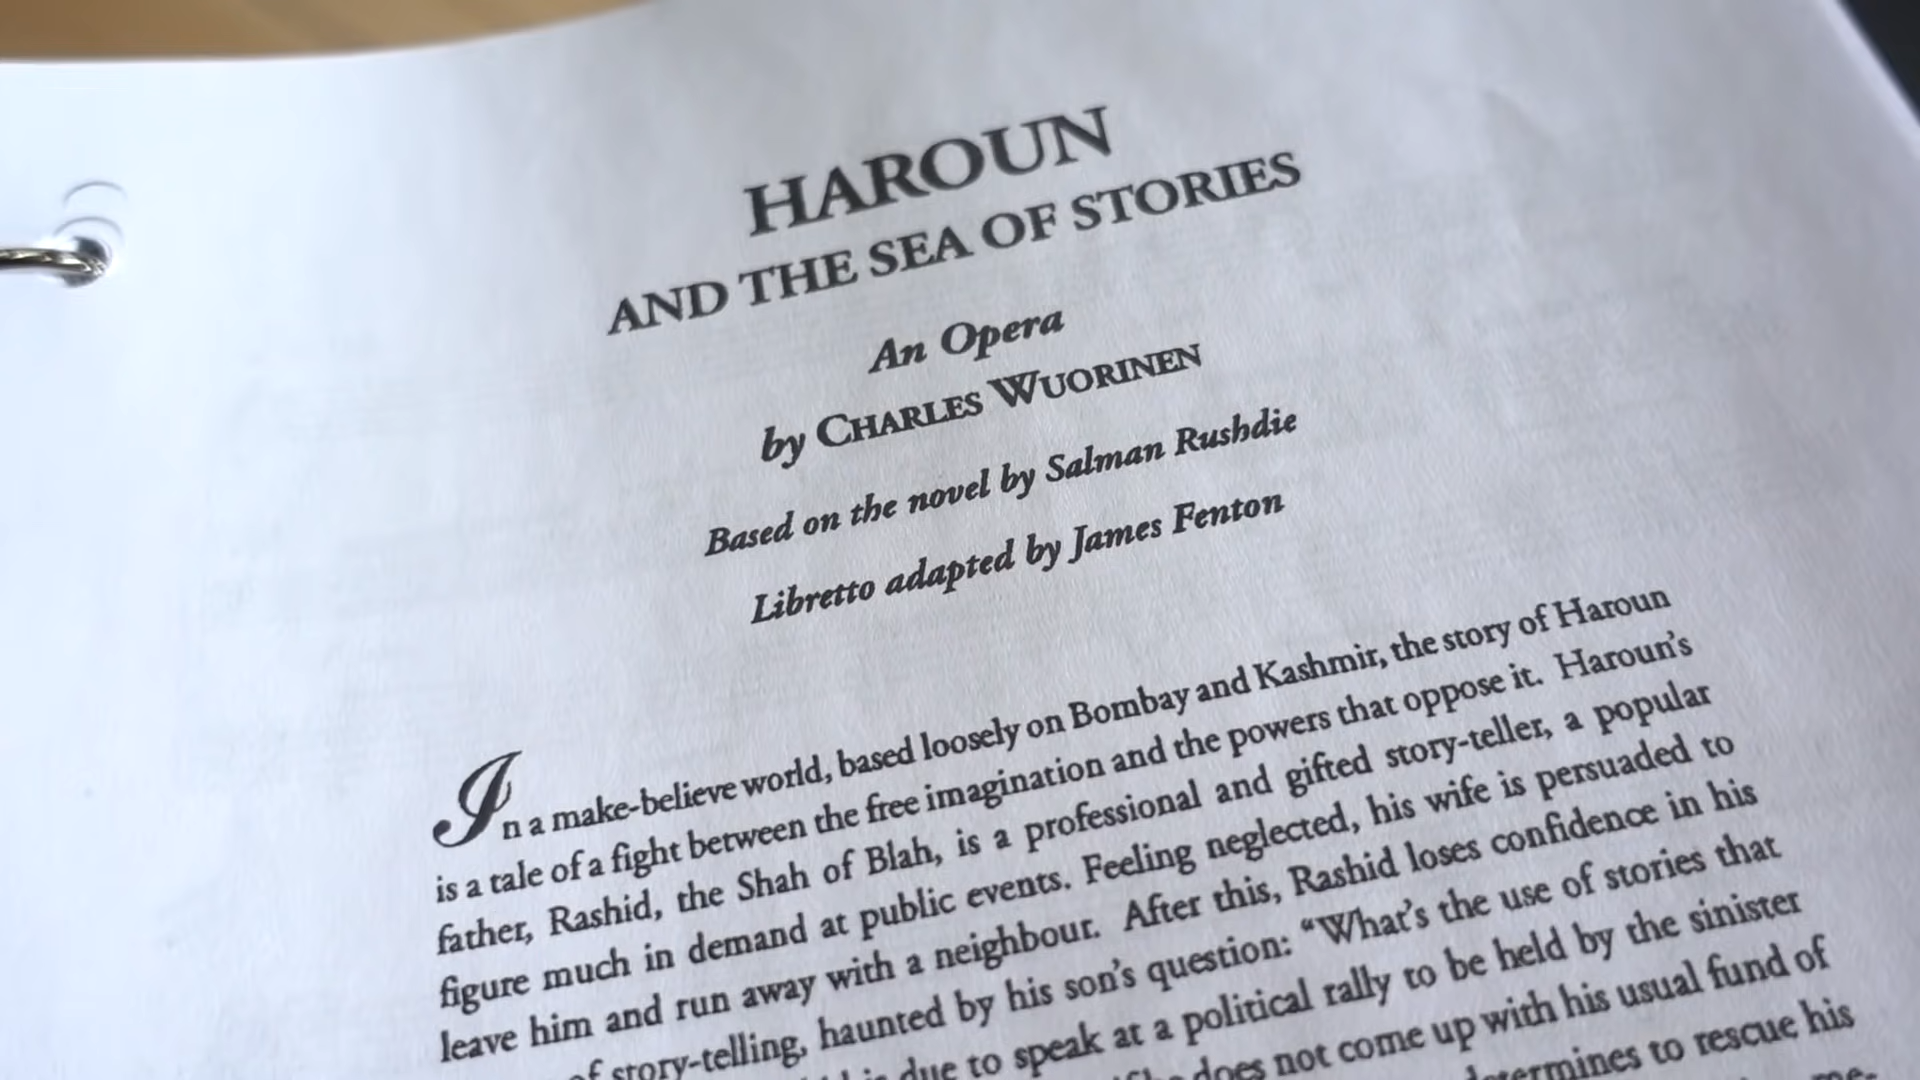 HAROUN
AND THE SEA OF STORIES
An Opera
by CHARLES WUORINEN
Based on the novel by Salman Rushdie
Libretto adapted by James Fenton
In a make-believe world, based loosely on Bombay and Kashmir, the story of Haroun
is a tale of a fight between the free imagination and the powers that oppose it. Haroun's
father, Rashid, the Shah of Blah, is a professional and gifted story-teller, a popular
figure much in demand at public events. Feeling neglected, his wife is persuaded to
leave him and run away with a neighbour. After this, Rashid loses confidence in his
of story-telling, haunted by his son's question: "What's the use of stories that
due to speak at a political rally to be held by the sinister
does not come up with his usual fund of
to rescue his